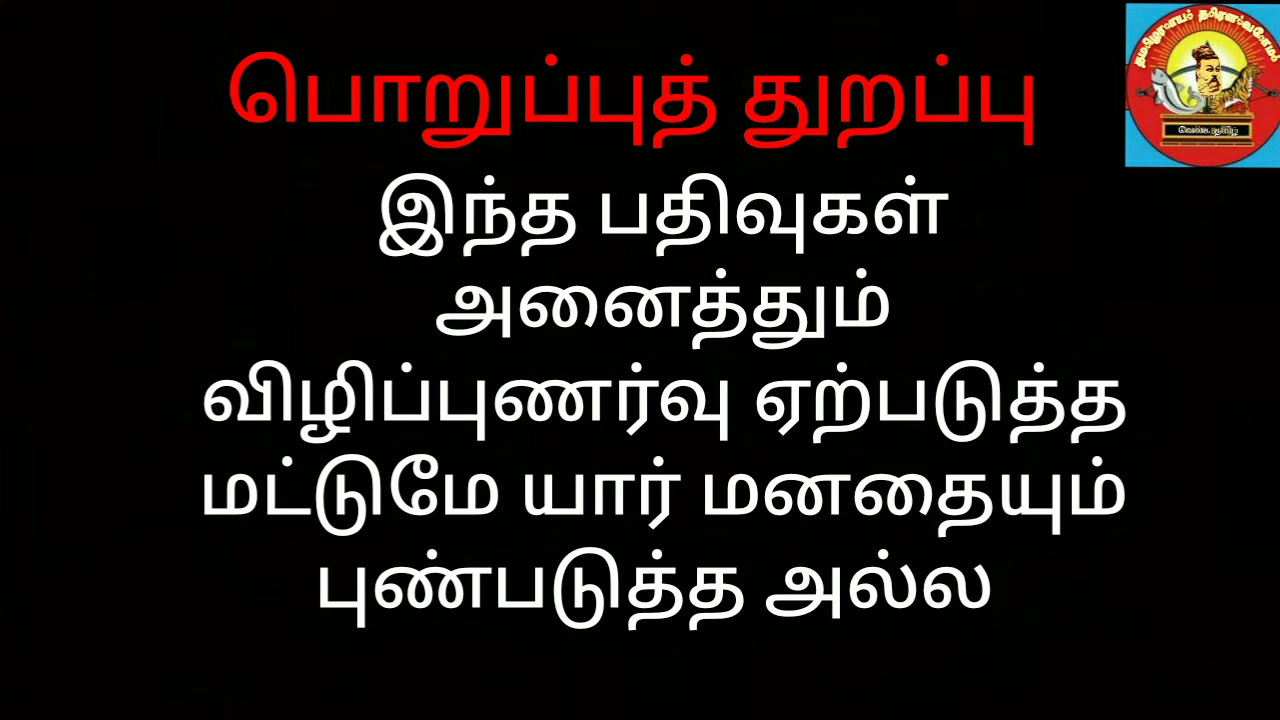 பொறுப்புத் துறப்பு
இந்த பதிவுகள்
அனைத்தும்
விழிப்புணர்வு ஏற்படுத்த
மட்டுமே யார் மனதையும்
புண்படுத்த அல்ல